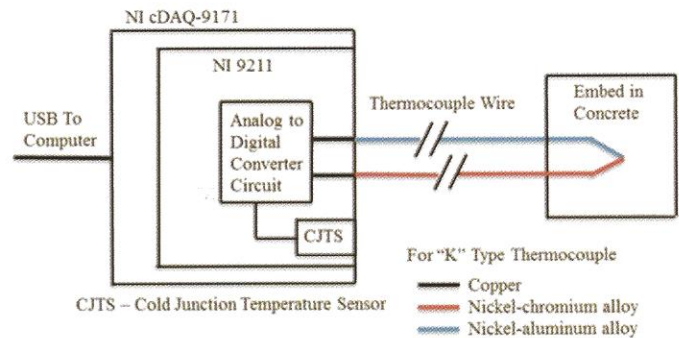 NI cDAQ-9171
NI 9211
USB To
Computer
Analog to
Digital
Converter
Circuit
CJTS
Thermocouple Wire
Embed in
Concrete
For “K” Type Thermocouple
Copper
Nickel-chromium alloy
Nickel-aluminum alloy
CJTS – Cold Junction Temperature Sensor